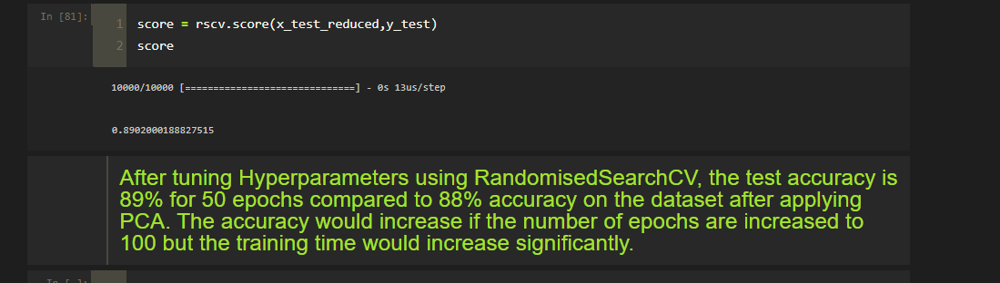 In [81]:
1 score = rscv.score(x_test_reduced,y_test)
2 score
10000/10000 [==============================] - 0s 13us/step
0.8902000188827515
After tuning Hyperparameters using RandomisedSearchCV, the test accuracy is
89% for 50 epochs compared to 88% accuracy on the dataset after applying
PCA. The accuracy would increase if the number of epochs are increased to
100 but the training time would increase significantly.
In [ ]: